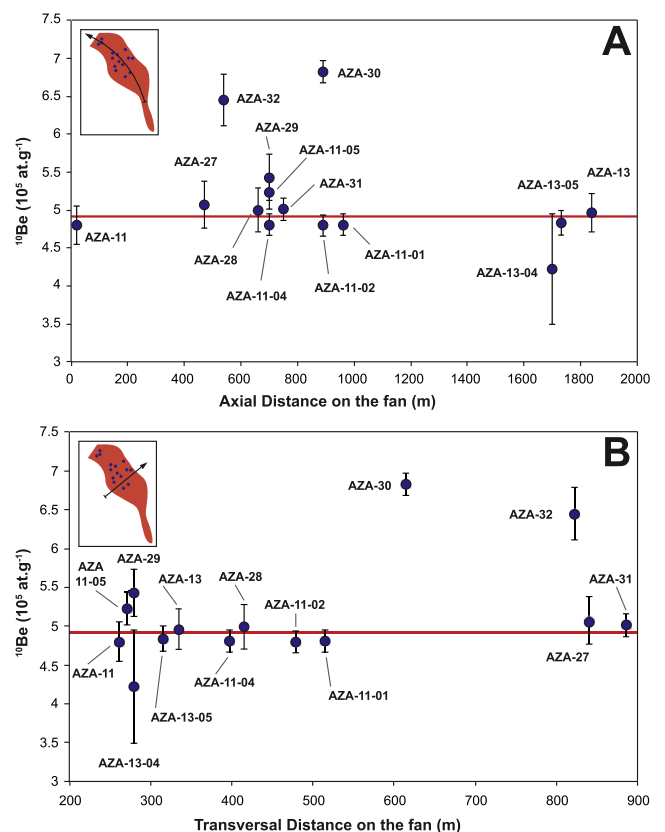 7.5
7
6.5
6
5.5
5
4.5
4
3.5
3
¹⁰Be (10⁵ at.g⁻¹)
A
AZA-30
AZA-32
AZA-29
AZA-11-05
AZA-27
AZA-31
AZA-13
AZA-13-05
AZA-11
AZA-28
AZA-11-01
AZA-13-04
AZA-11-04
AZA-11-02
0 200 400 600 800 1000 1200 1400 1600 1800 2000
Axial Distance on the fan (m)
7.5
7
6.5
6
5.5
5
4.5
4
3.5
3
¹⁰Be (10⁵ at.g⁻¹)
B
AZA-30
AZA-32
AZA-29
AZA
11-05
AZA-13
AZA-28
AZA-11-02
AZA-31
AZA-11
AZA-11-04
AZA-11-01
AZA-27
AZA-13-05
AZA-13-04
200 300 400 500 600 700 800 900
Transversal Distance on the fan (m)